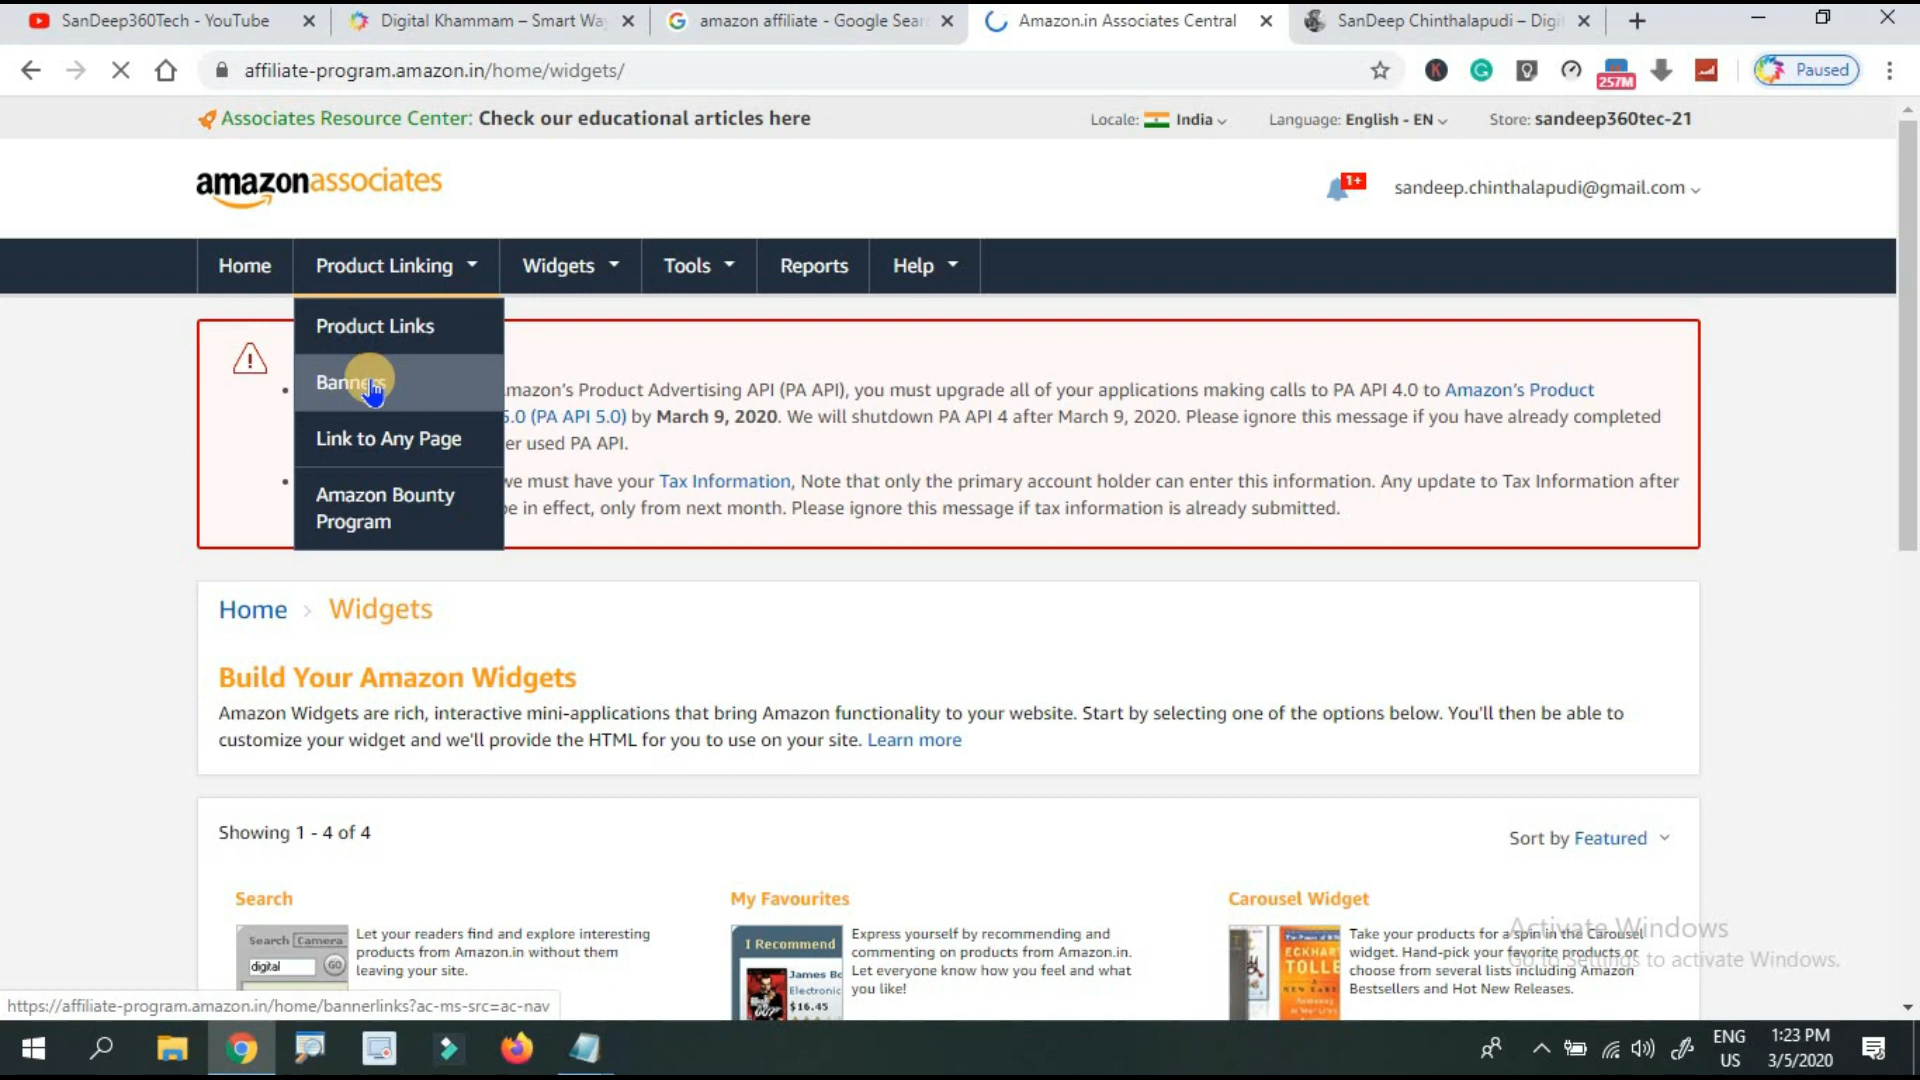 SanDeep360Tech - YouTube
Digital Khammam – Smart Wa
amazon affiliate - Google Sear
Amazon.in Associates Central
SanDeep Chinthalapudi – Digi
affiliate-program.amazon.in/home/widgets/
257M
Paused
Associates Resource Center: Check our educational articles here
Locale: India
Language: English - EN
Store: sandeep360tec-21
amazonassociates
1+
sandeep.chinthalapudi@gmail.com
Home
Product Linking
Widgets
Tools
Reports
Help
Product Links
Banners
Link to Any Page
Amazon Bounty
Program
mazon's Product Advertising API (PA API), you must upgrade all of your applications making calls to PA API 4.0 to Amazon's Product
5.0 (PA API 5.0) by March 9, 2020. We will shutdown PA API 4 after March 9, 2020. Please ignore this message if you have already completed
er used PA API.
we must have your Tax Information, Note that only the primary account holder can enter this information. Any update to Tax Information after
be in effect, only from next month. Please ignore this message if tax information is already submitted.
Home > Widgets
Build Your Amazon Widgets
Amazon Widgets are rich, interactive mini-applications that bring Amazon functionality to your website. Start by selecting one of the options below. You'll then be able to
customize your widget and we'll provide the HTML for you to use on your site. Learn more
Showing 1 - 4 of 4
Sort by Featured
Search
Search Camera
digital GO
Let your readers find and explore interesting
products from Amazon.in without them
leaving your site.
My Favourites
I Recommend
James Bo
Electronic
$16.45
Express yourself by recommending and
commenting on products from Amazon.in.
Let everyone know how you feel and what
you like!
Carousel Widget
ECKHAR
TOLLE
Take your products for a spin in the Carousel
widget. Hand-pick your favorite products or
choose from several lists including Amazon
Bestsellers and Hot New Releases.
Activate Windows
Go to Settings to activate Windows.
https://affiliate-program.amazon.in/home/bannerlinks?ac-ms-src=ac-nav
ENG
US
1:23 PM
3/5/2020